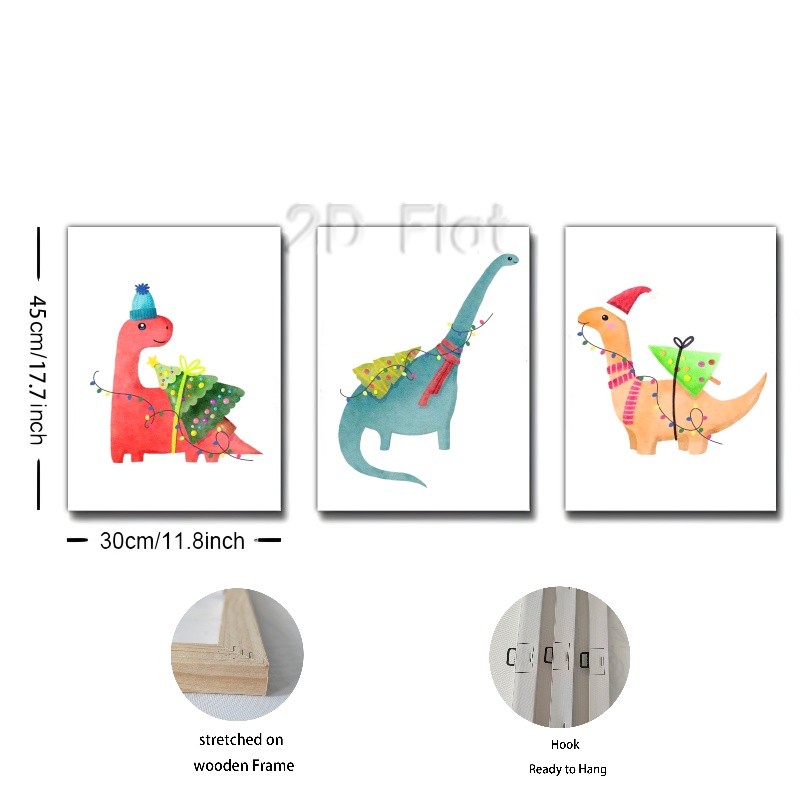 2D Flat
45cm/17.7inch
30cm/11.8inch
stretched on
wooden Frame
Hook
Ready to Hang